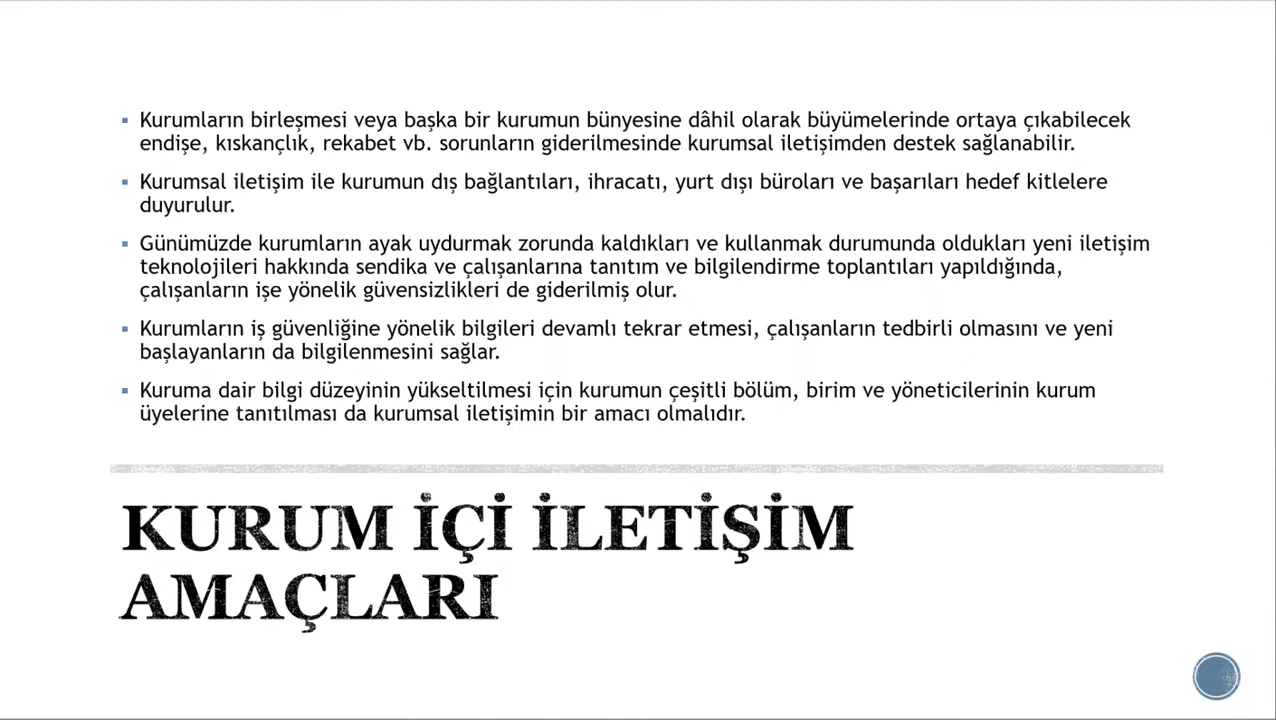 ▪ Kurumların birleşmesi veya başka bir kurumun bünyesine dâhil olarak büyümelerinde ortaya çıkabilecek
endişe, kıskançlık, rekabet vb. sorunların giderilmesinde kurumsal iletişimden destek sağlanabilir.
▪ Kurumsal iletişim ile kurumun dış bağlantıları, ihracatı, yurt dışı büroları ve başarıları hedef kitlelere
duyurulur.
▪ Günümüzde kurumların ayak uydurmak zorunda kaldıkları ve kullanmak durumunda oldukları yeni iletişim
teknolojileri hakkında sendika ve çalışanlarına tanıtım ve bilgilendirme toplantıları yapıldığında,
çalışanların işe yönelik güvensizlikleri de giderilmiş olur.
▪ Kurumların iş güvenliğine yönelik bilgileri devamlı tekrar etmesi, çalışanların tedbirli olmasını ve yeni
başlayanların da bilgilenmesini sağlar.
▪ Kuruma dair bilgi düzeyinin yükseltilmesi için kurumun çeşitli bölüm, birim ve yöneticilerinin kurum
üyelerine tanıtılması da kurumsal iletişimin bir amacı olmalıdır.
KURUM İÇİ İLETİŞİM
AMAÇLARI